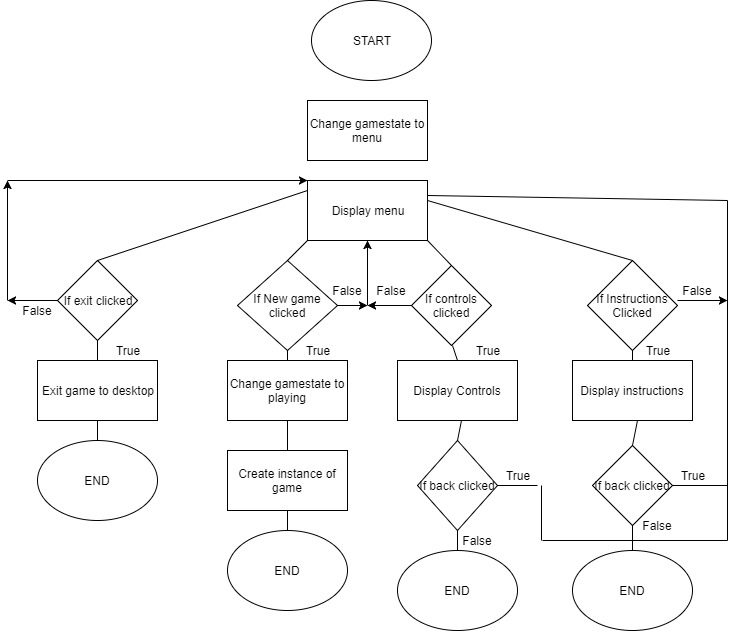 START
Change gamestate to
menu
Display menu
If exit clicked
False
True
Exit game to desktop
END
If New game
clicked
False
True
Change gamestate to
playing
Create instance of
game
END
False
If controls
clicked
True
Display Controls
If back clicked
True
False
END
If Instructions
Clicked
False
True
Display instructions
If back clicked
True
False
END